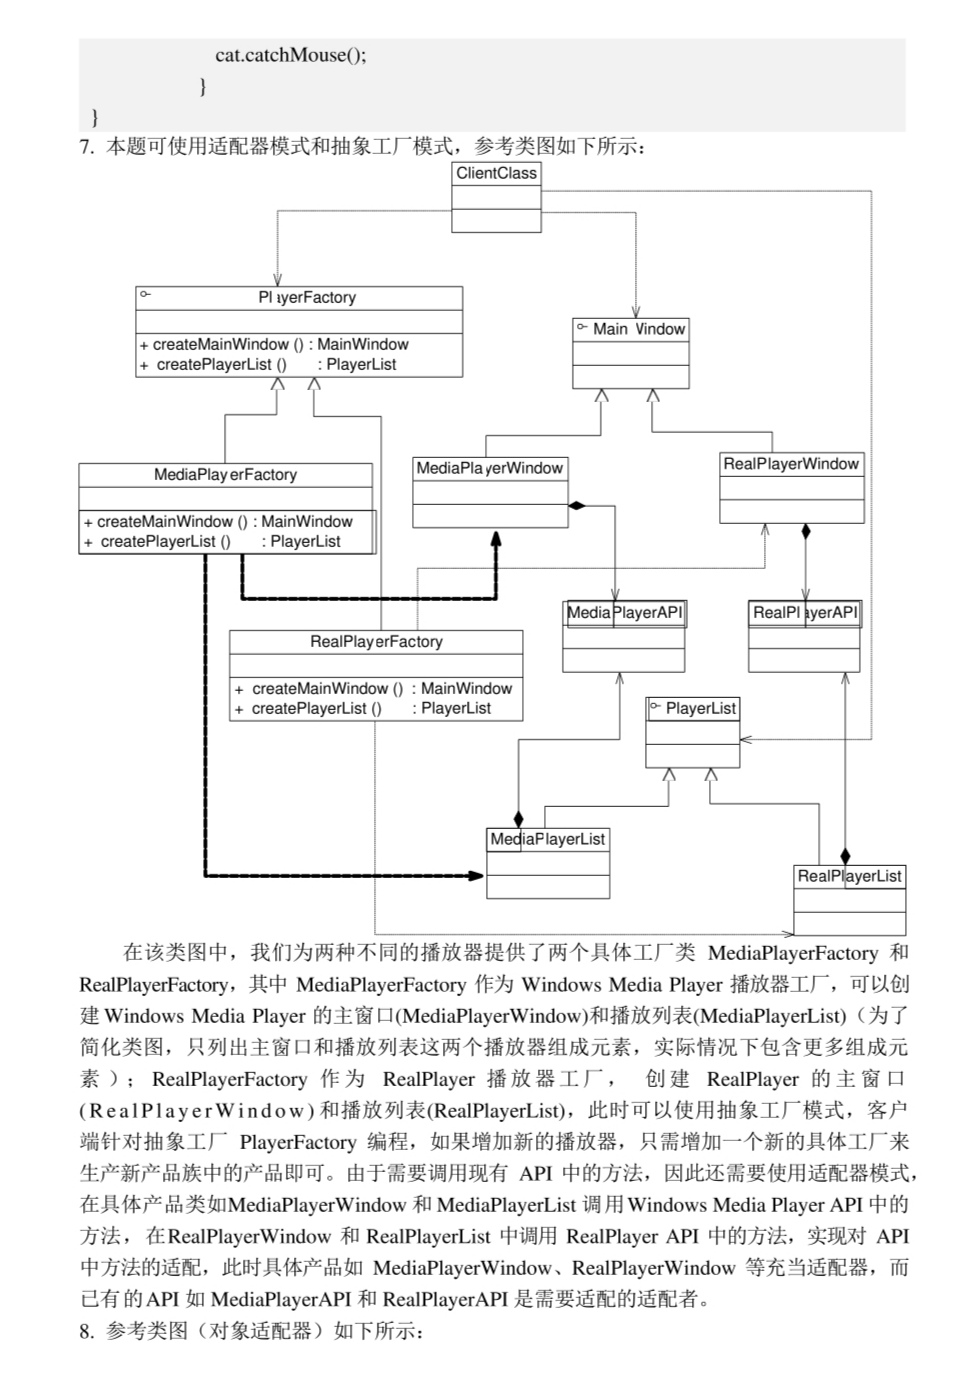 cat.catchMouse();
}
}
7. 本题可使用适配器模式和抽象工厂模式，参考类图如下所示：
ClientClass
PlayerFactory
+ createMainWindow () : MainWindow
+ createPlayerList () : PlayerList
Main Window
MediaPlayerFactory
+ createMainWindow () : MainWindow
+ createPlayerList () : PlayerList
MediaPlayerWindow
RealPlayerWindow
MediaPlayerAPI
RealPlayerAPI
RealPlayerFactory
+ createMainWindow () : MainWindow
+ createPlayerList () : PlayerList
PlayerList
MediaPlayerList
RealPlayerList
在该类图中，我们为两种不同的播放器提供了两个具体工厂类 MediaPlayerFactory 和
RealPlayerFactory，其中 MediaPlayerFactory 作为 Windows Media Player 播放器工厂，可以创
建 Windows Media Player 的主窗口(MediaPlayerWindow)和播放列表(MediaPlayerList)（为了
简化类图，只列出主窗口和播放列表这两个播放器组成元素，实际情况下包含更多组成元
素）；RealPlayerFactory 作为 RealPlayer 播放器工厂， 创建 RealPlayer 的主窗口
(RealPlayerWindow)和播放列表(RealPlayerList)，此时可以使用抽象工厂模式，客户
端针对抽象工厂 PlayerFactory 编程，如果增加新的播放器，只需增加一个新的具体工厂来
生产新产品族中的产品即可。由于需要调用现有 API 中的方法，因此还需要使用适配器模式，
在具体产品类如MediaPlayerWindow 和 MediaPlayerList 调用Windows Media Player API 中的
方法，在RealPlayerWindow 和 RealPlayerList 中调用 RealPlayer API 中的方法，实现对 API
中方法的适配，此时具体产品如 MediaPlayerWindow、RealPlayerWindow 等充当适配器，而
已有的API 如 MediaPlayerAPI 和 RealPlayerAPI 是需要适配的适配者。
8. 参考类图（对象适配器）如下所示：